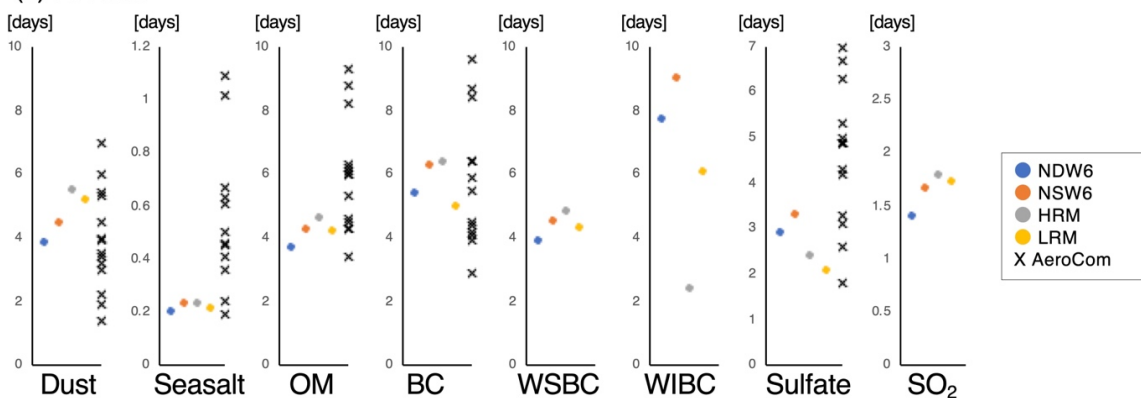 [days] [days] [days] [days] [days] [days] [days] [days]
10 1.2 10 10 10 10 7 3
8 1 8 8 8 8 6 2.5
6 0.8 6 6 6 6 5 2
4 0.6 4 4 4 4 4 1.5
2 0.4 2 2 2 2 3 1
0 0.2 0 0 0 0 2 0.5
0 1 0
0
Dust Seasalt OM BC WSBC WIBC Sulfate SO₂
NDW6
NSW6
HRM
LRM
X AeroCom